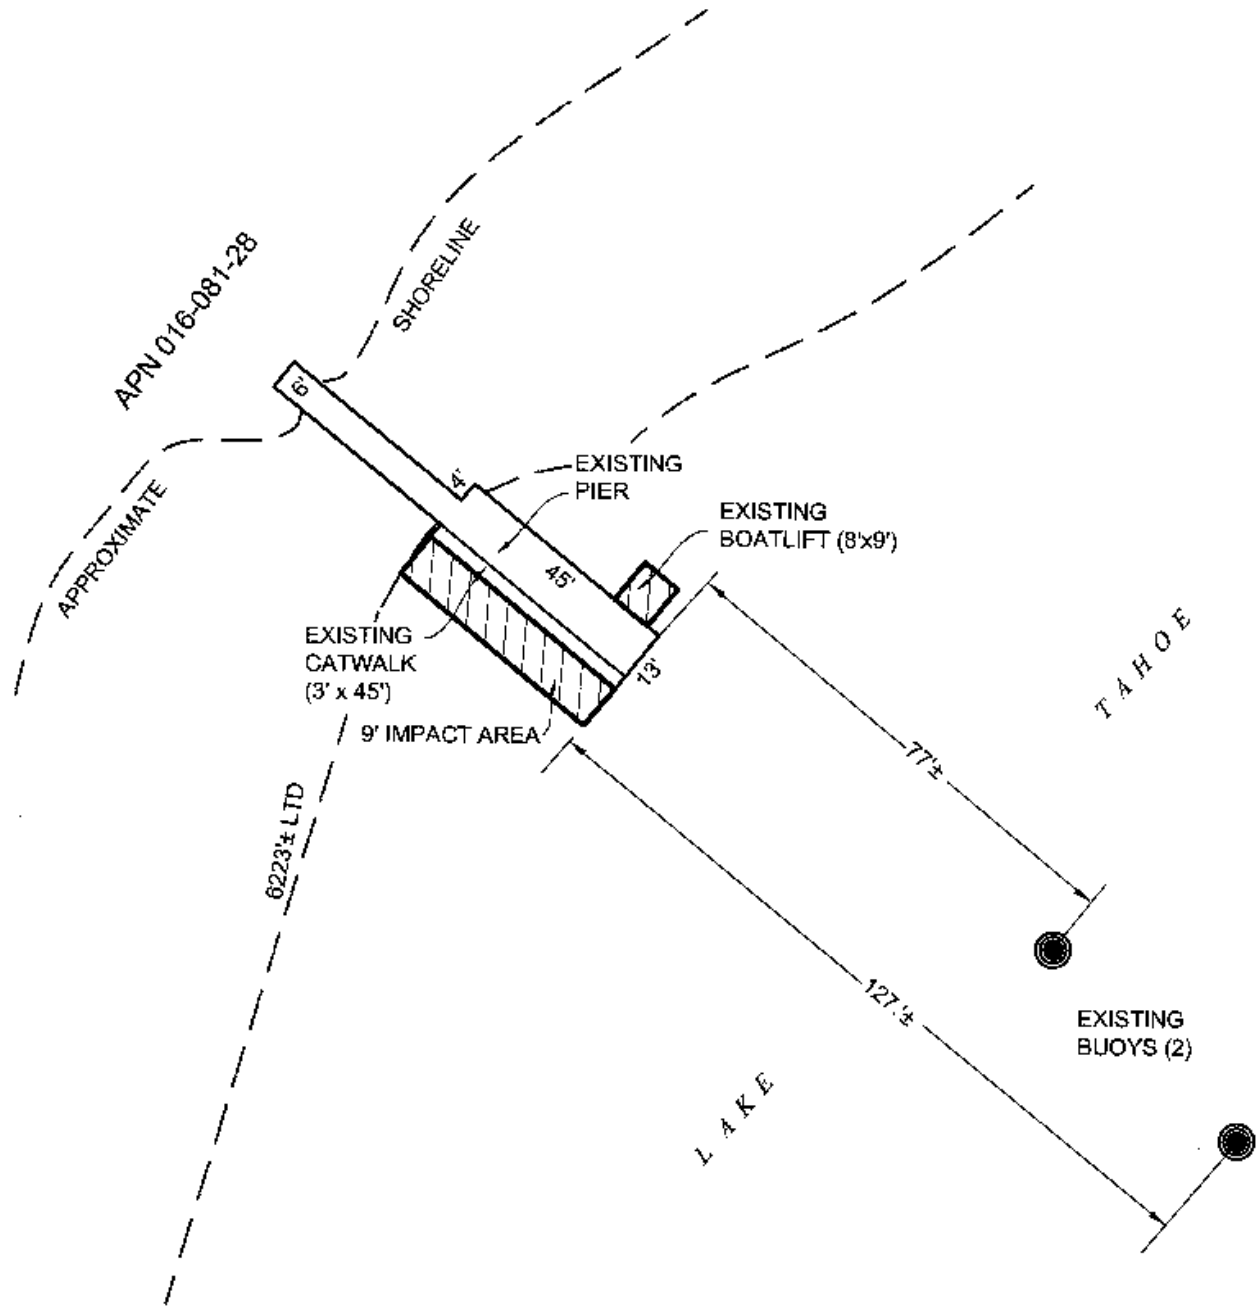 APN 016-081-28
SHORELINE
6'
4'
APPROXIMATE
EXISTING
PIER
EXISTING
BOATLIFT (8'x9')
45'
EXISTING
CATWALK
(3' x 45')
13'
9' IMPACT AREA
TAHOE
77'±
6223'± LTD
127.'±
EXISTING
BUOYS (2)
LAKE